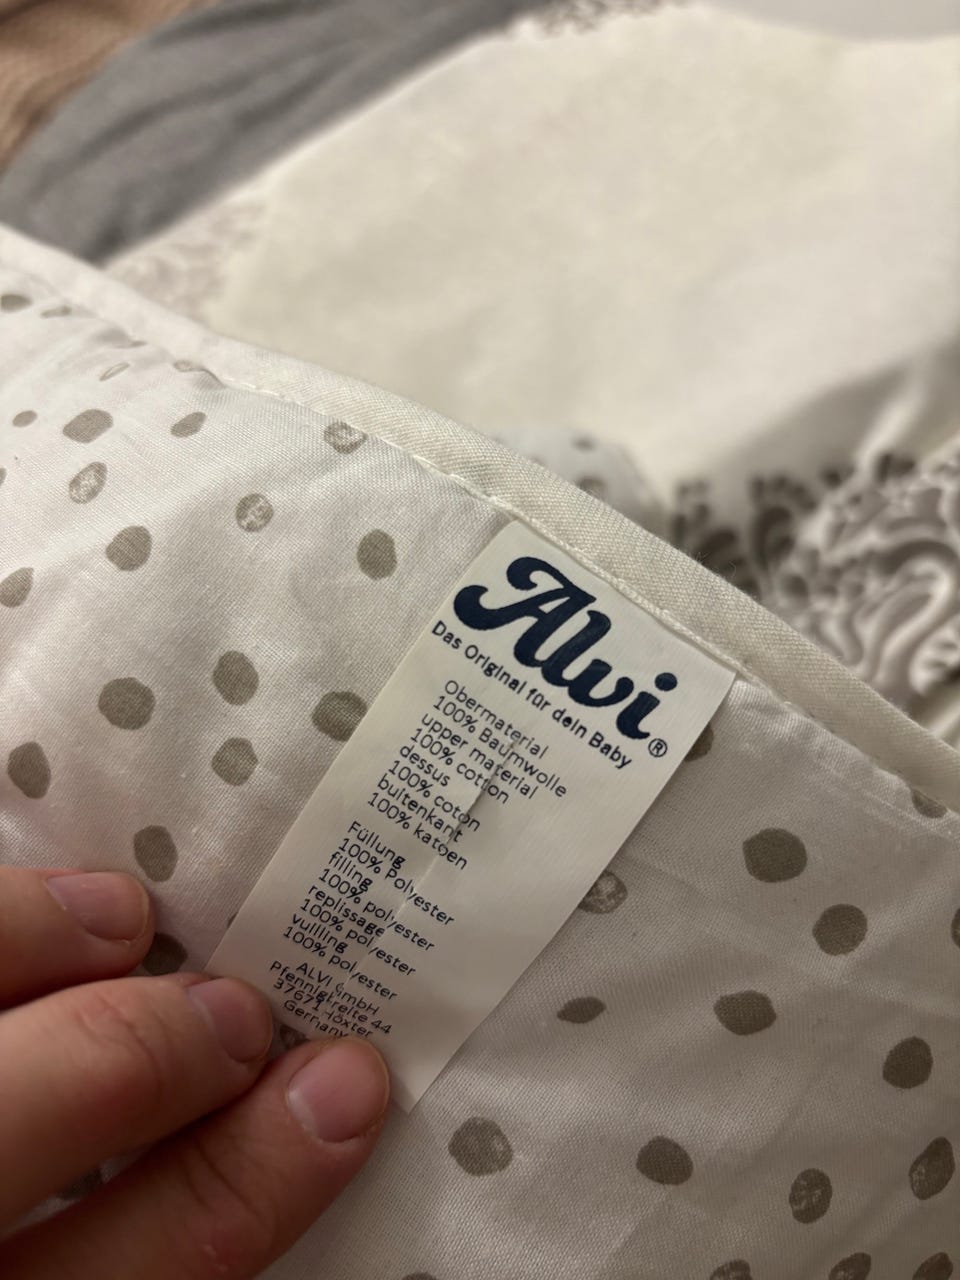 Alvi®
Das Original für dein Baby
Obermaterial
100% Baumwolle
upper material
100% cotton
dessus
100% coton
buitenkant
100% katoen
Füllung
100% Polyester
filling
100% polyester
replissage
100% polyester
vullling
100% polyester
ALVI GmbH
Pfennigbreite 44
37671 Höxter
Germany